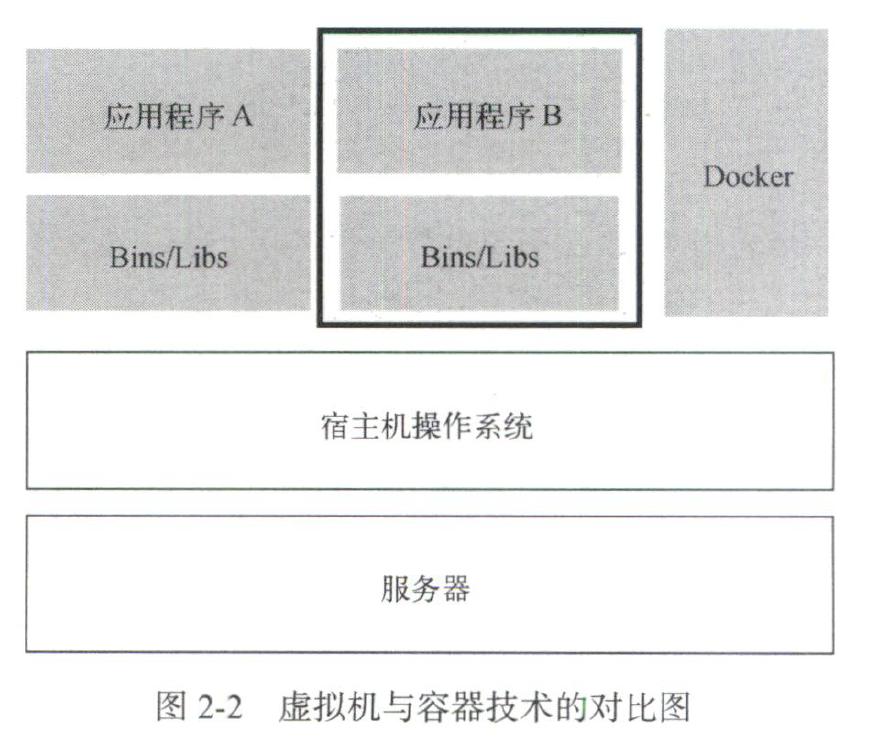 应用程序 A
应用程序 B
Docker
Bins/Libs
Bins/Libs
宿主机操作系统
服务器
图 2-2 虚拟机与容器技术的对比图